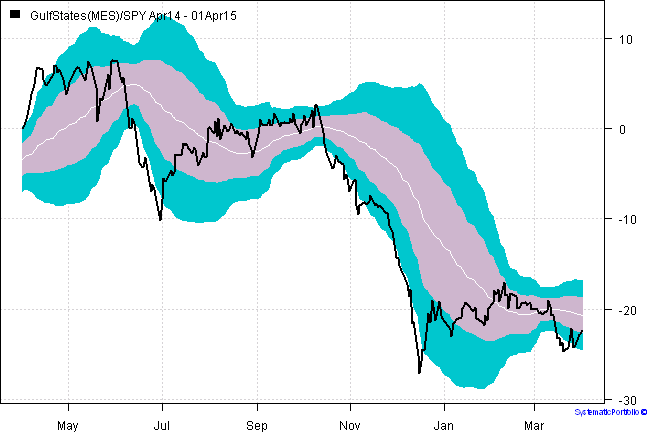 GulfStates(MES)/SPY Apr14 - 01Apr15
10
0
-10
-20
-30
May Jul Sep Nov Jan Mar
SystematicPortfolio ©